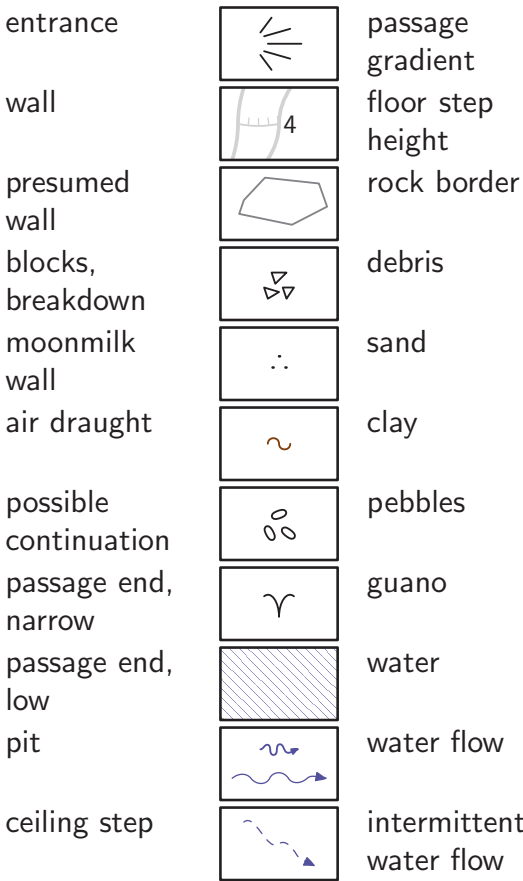 entrance
wall
presumed
wall
blocks,
breakdown
moonmilk
wall
air draught
possible
continuation
passage end,
narrow
passage end,
low
pit
ceiling step
passage
gradient
4
floor step
height
rock border
debris
sand
clay
pebbles
guano
water
water flow
intermittent
water flow